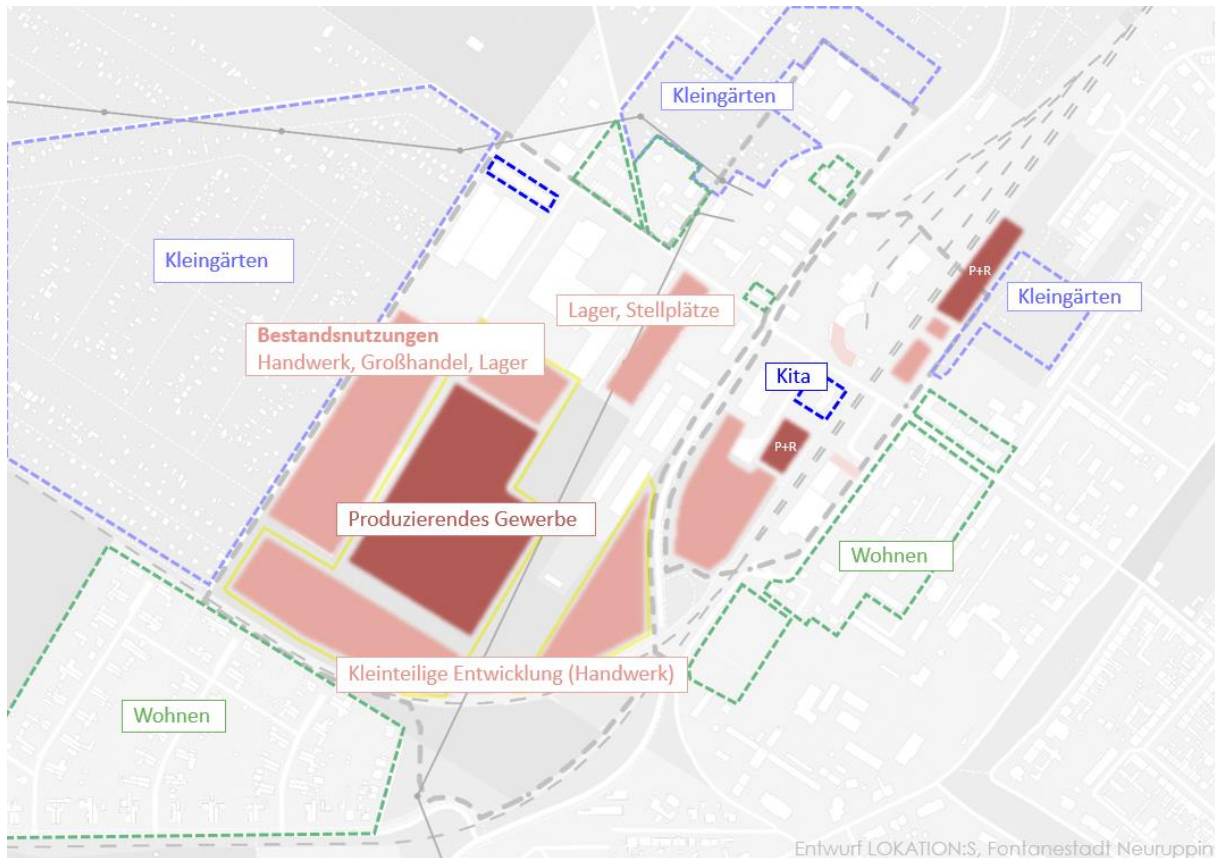 Kleingärten
Kleingärten
P+R
Kleingärten
Lager, Stellplätze
Bestandsnutzungen
Handwerk, Großhandel, Lager
Kita
P+R
Produzierendes Gewerbe
Wohnen
Kleinteilige Entwicklung (Handwerk)
Wohnen
Entwurf LOKATION:S, Fontanestadt Neuruppin